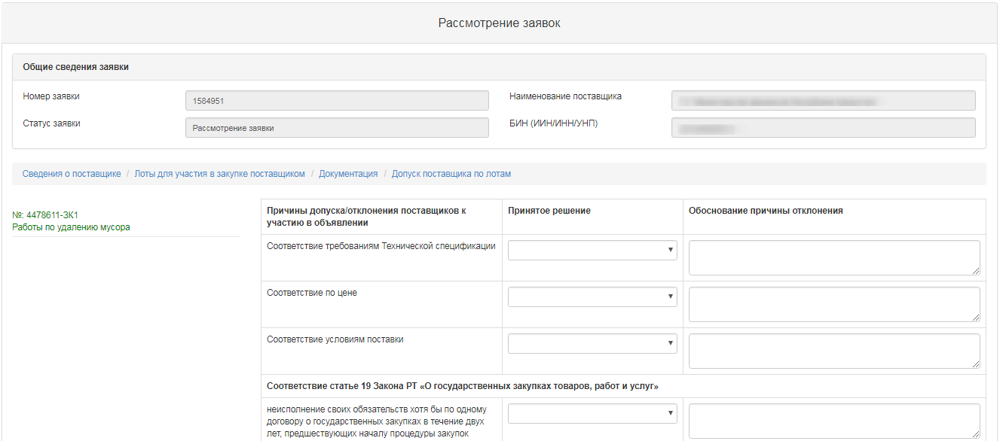 Рассмотрение заявок
Общие сведения заявки
Номер заявки
1584951
Наименование поставщика
Статус заявки
Рассмотрение заявки
БИН (ИИН/ИНН/УНП)
Сведения о поставщике / Лоты для участия в закупке поставщиком / Документация / Допуск поставщика по лотам
№: 4478611-ЗК1
Работы по удалению мусора
Причины допуска/отклонения поставщиков к
участию в объявлении
Принятое решение
Обоснование причины отклонения
Соответствие требованиям Технической спецификации
Соответствие по цене
Соответствие условиям поставки
Соответствие статье 19 Закона РТ «О государственных закупках товаров, работ и услуг»
неисполнение своих обязательств хотя бы по одному
договору о государственных закупках в течение двух
лет, предшествующих началу процедуры закупок